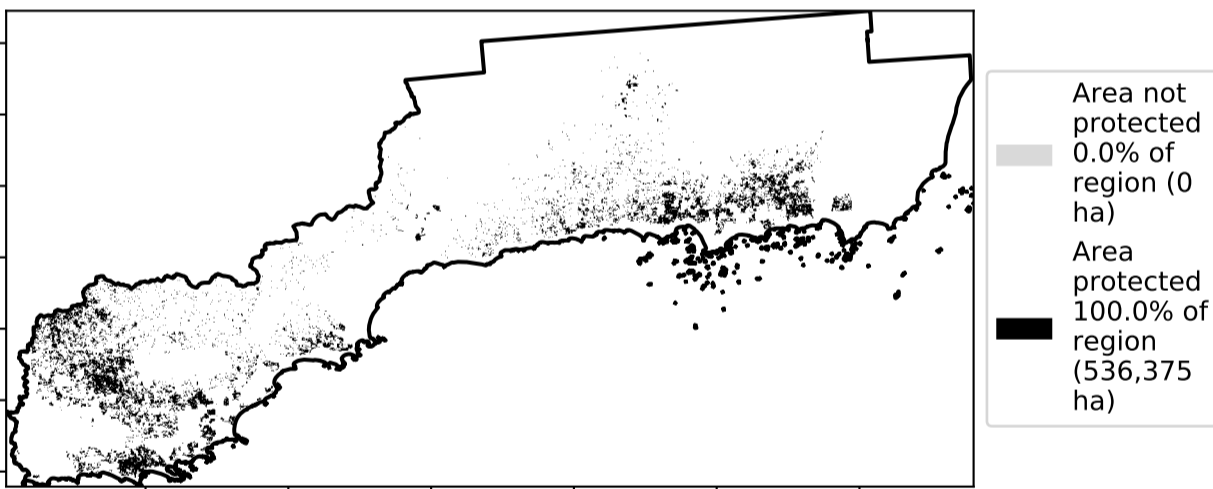 Area not
protected
0.0% of
region (0
ha)
Area
protected
100.0% of
region
(536,375
ha)